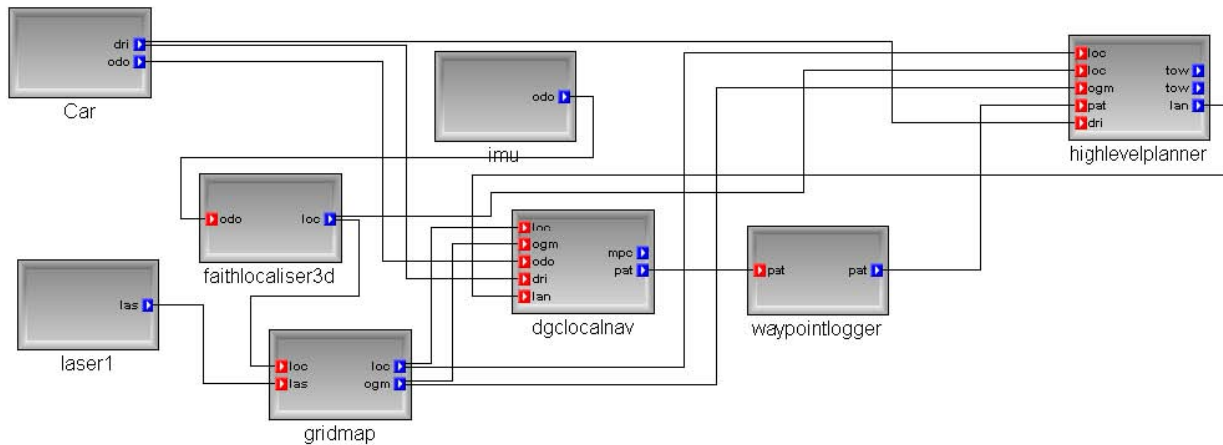 dri
odo
Car
odo
imu
loc
loc
ogm
pat
dri
tow
tow
lan
highlevelplanner
odo
loc
faithlocaliser3d
las
laser1
loc
las
loc
ogm
gridmap
loc
ogm
odo
dri
lan
mpc
pat
dgclocalnav
pat
pat
waypointlogger